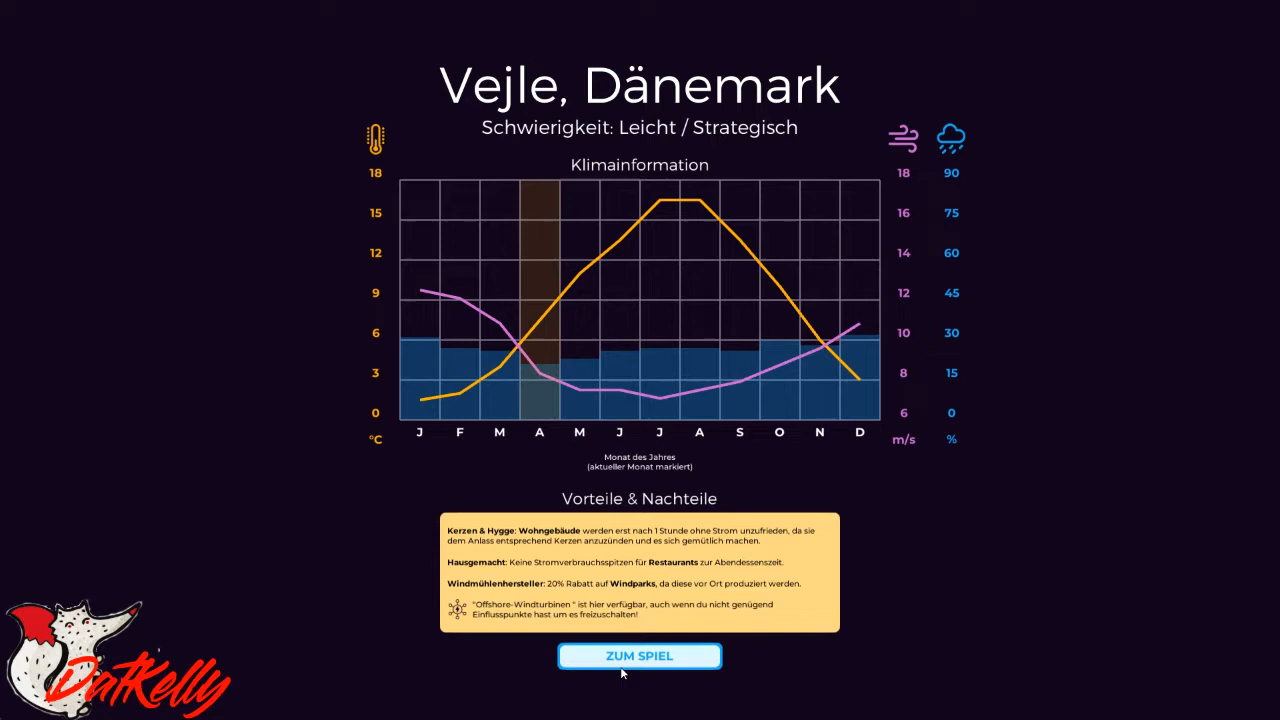 Vejle, Dänemark
Schwierigkeit: Leicht / Strategisch
Klimainformation
18 18 90
15 16 75
12 14 60
9 12 45
6 10 30
3 8 15
0 6 0
°C J F M A M J J A S O N D m/s %
Monat des Jahres
(aktueller Monat markiert)
Vorteile & Nachteile
Kerzen & Hygge: Wohngebäude werden erst nach 1 Stunde ohne Strom unzufrieden, da sie
dem Anlass entsprechend Kerzen anzuzünden und es sich gemütlich machen.
Hausgemacht: Keine Stromverbrauchsspitzen für Restaurants zur Abendessenszeit.
Windmühlenhersteller: 20% Rabatt auf Windparks, da diese vor Ort produziert werden.
"Offshore-Windturbinen " ist hier verfügbar, auch wenn du nicht genügend
Einflusspunkte hast um es freizuschalten!
ZUM SPIEL
DatKelly